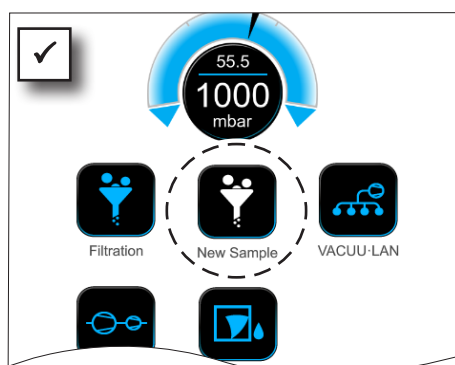 55.5
1000
mbar
Filtration
New Sample
VACUU·LAN